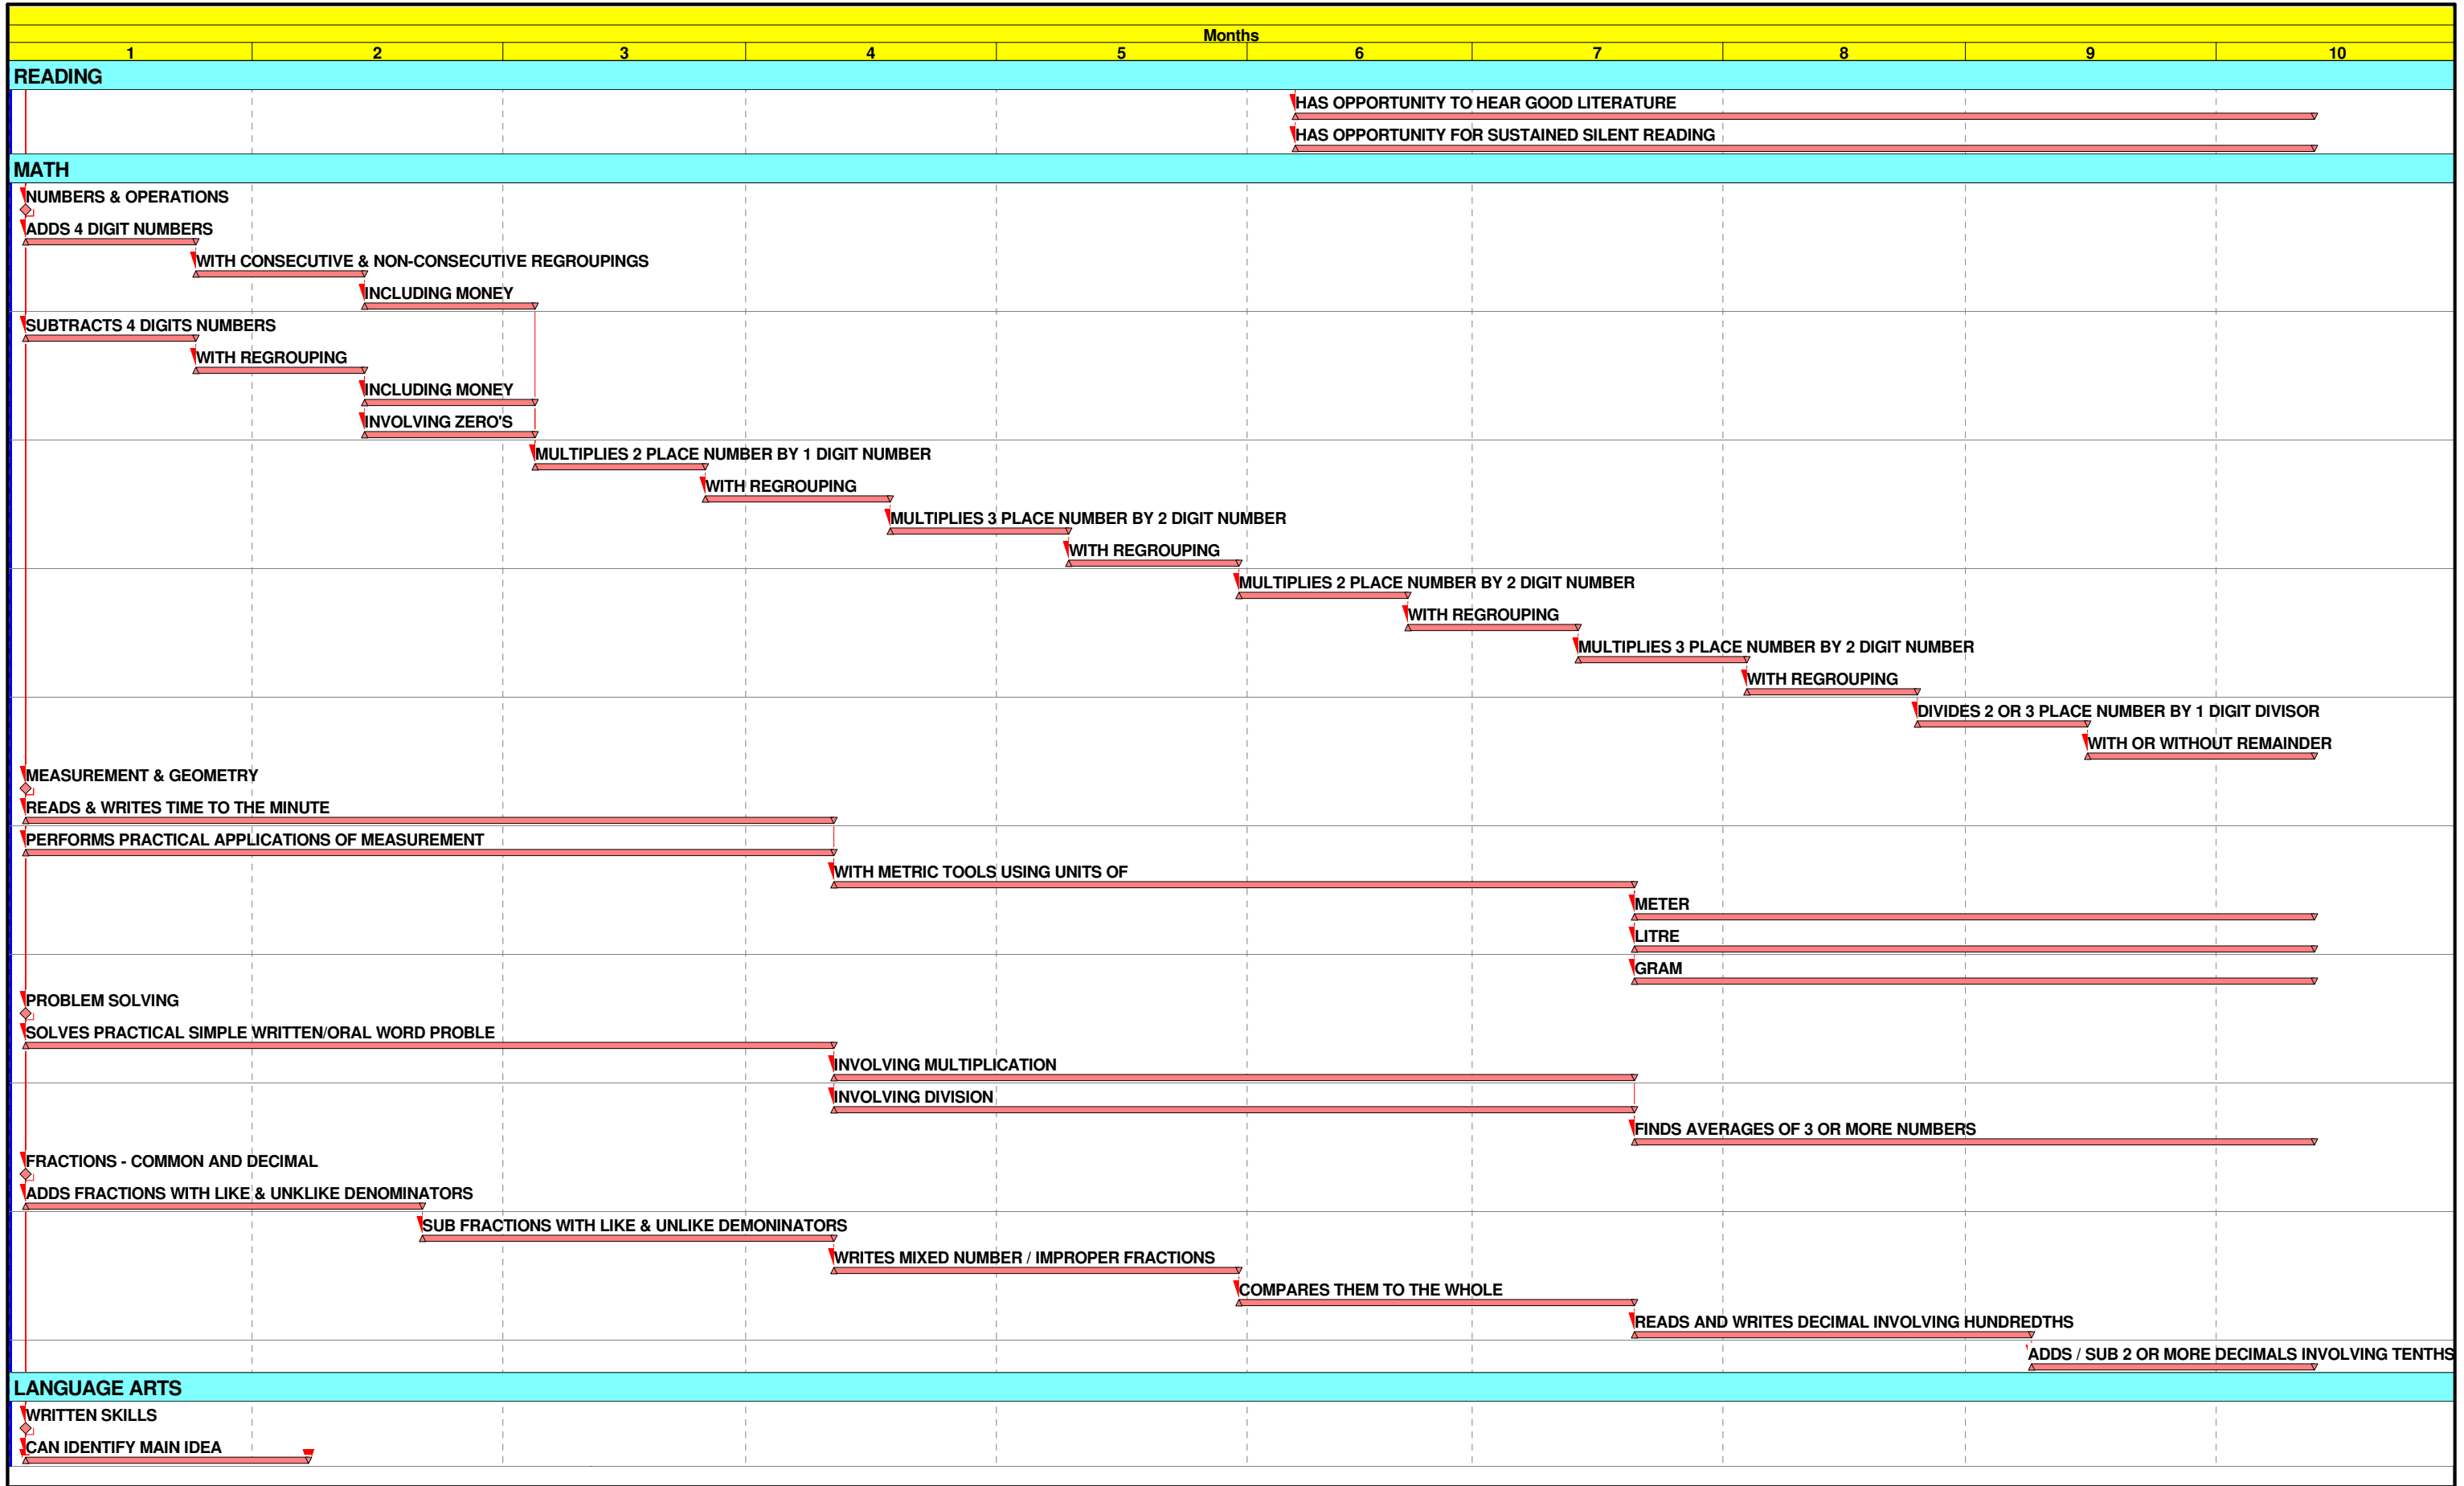 Months
1 2 3 4 5 6 7 8 9 10
READING
HAS OPPORTUNITY TO HEAR GOOD LITERATURE
HAS OPPORTUNITY FOR SUSTAINED SILENT READING
MATH
NUMBERS & OPERATIONS
ADDS 4 DIGIT NUMBERS
WITH CONSECUTIVE & NON-CONSECUTIVE REGROUPINGS
INCLUDING MONEY
SUBTRACTS 4 DIGITS NUMBERS
WITH REGROUPING
INCLUDING MONEY
INVOLVING ZERO'S
MULTIPLIES 2 PLACE NUMBER BY 1 DIGIT NUMBER
WITH REGROUPING
MULTIPLIES 3 PLACE NUMBER BY 2 DIGIT NUMBER
WITH REGROUPING
MULTIPLIES 2 PLACE NUMBER BY 2 DIGIT NUMBER
WITH REGROUPING
MULTIPLIES 3 PLACE NUMBER BY 2 DIGIT NUMBER
WITH REGROUPING
DIVIDES 2 OR 3 PLACE NUMBER BY 1 DIGIT DIVISOR
WITH OR WITHOUT REMAINDER
MEASUREMENT & GEOMETRY
READS & WRITES TIME TO THE MINUTE
PERFORMS PRACTICAL APPLICATIONS OF MEASUREMENT
WITH METRIC TOOLS USING UNITS OF
METER
LITRE
GRAM
PROBLEM SOLVING
SOLVES PRACTICAL SIMPLE WRITTEN/ORAL WORD PROBLE
INVOLVING MULTIPLICATION
INVOLVING DIVISION
FINDS AVERAGES OF 3 OR MORE NUMBERS
FRACTIONS - COMMON AND DECIMAL
ADDS FRACTIONS WITH LIKE & UNKLIKE DENOMINATORS
SUB FRACTIONS WITH LIKE & UNLIKE DEMONINATORS
WRITES MIXED NUMBER / IMPROPER FRACTIONS
COMPARES THEM TO THE WHOLE
READS AND WRITES DECIMAL INVOLVING HUNDREDTHS
ADDS / SUB 2 OR MORE DECIMALS INVOLVING TENTHS
LANGUAGE ARTS
WRITTEN SKILLS
CAN IDENTIFY MAIN IDEA